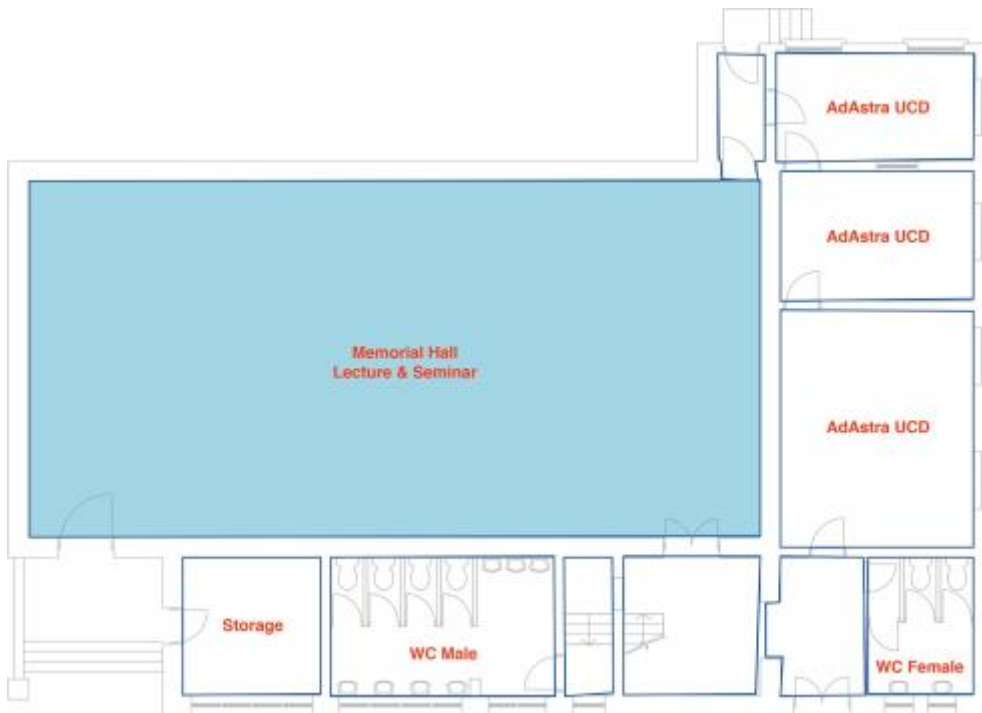 AdAstra UCD
AdAstra UCD
Memorial Hall
Lecture & Seminar
AdAstra UCD
Storage
WC Male
WC Female